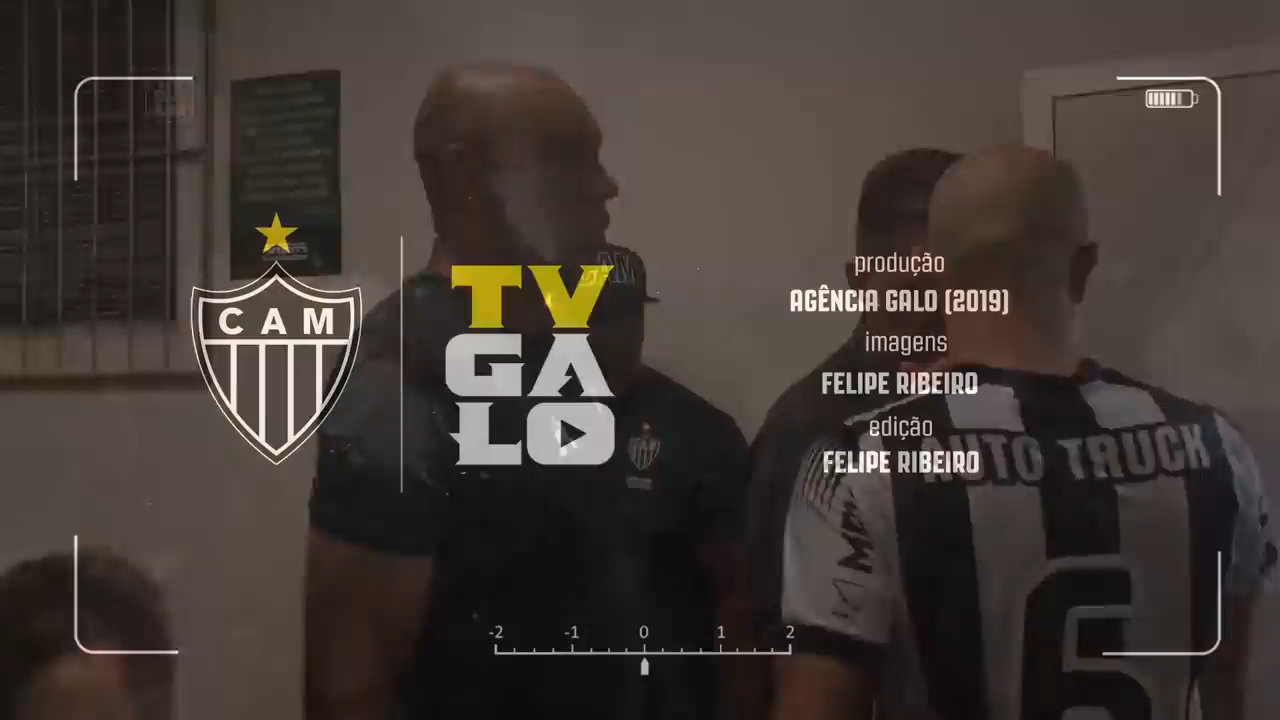 CAM
TV
GA
LO
produção
AGÊNCIA GALO (2019)
imagens
FELIPE RIBEIRO
edição
FELIPE RIBEIRO
AUTO TRUCK
6
-2 -1 0 1 2